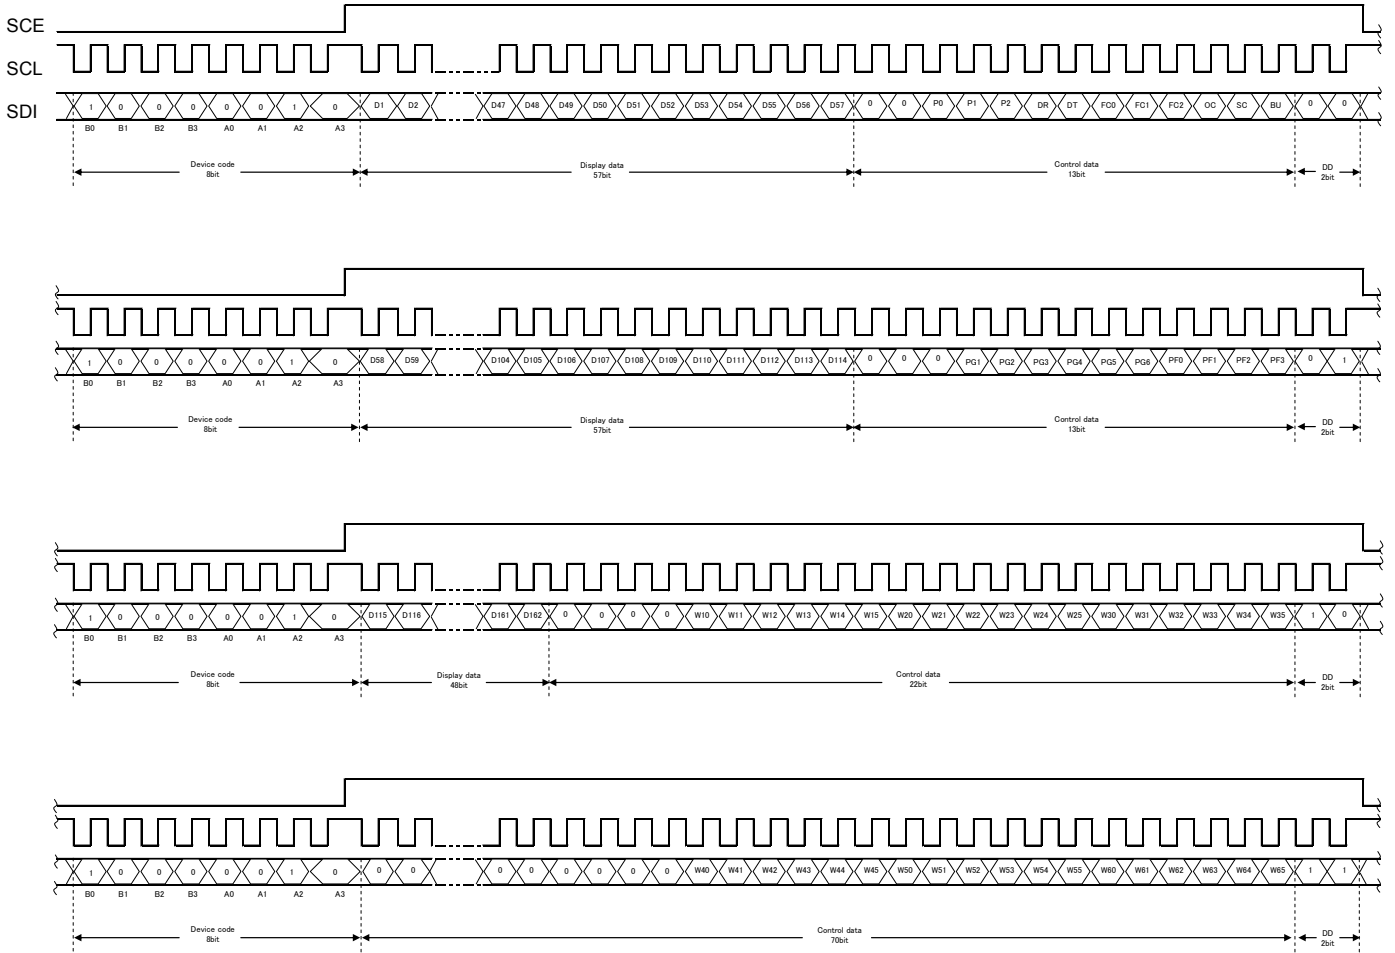 SCE
SCL
SDI
1 0 0 0 0 0 1 0 D1 D2 D47 D48 D49 D50 D51 D52 D53 D54 D55 D56 D57 0 0 P0 P1 P2 DR DT FC0 FC1 FC2 OC SC BU 0 0
B0 B1 B2 B3 A0 A1 A2 A3
Device code Display data Control data DD
8bit 57bit 13bit 2bit
1 0 0 0 0 0 1 0 D58 D59 D104 D105 D106 D107 D108 D109 D110 D111 D112 D113 D114 0 0 0 PG1 PG2 PG3 PG4 PG5 PG6 PF0 PF1 PF2 PF3 0 1
B0 B1 B2 B3 A0 A1 A2 A3
Device code Display data Control data DD
8bit 57bit 13bit 2bit
1 0 0 0 0 0 1 0 D115 D116 D161 D162 0 0 0 0 W10 W11 W12 W13 W14 W15 W20 W21 W22 W23 W24 W25 W30 W31 W32 W33 W34 W35 1 0
B0 B1 B2 B3 A0 A1 A2 A3
Device code Display data Control data DD
8bit 48bit 22bit 2bit
1 0 0 0 0 0 1 0 0 0 0 0 0 0 0 0 W40 W41 W42 W43 W44 W45 W50 W51 W52 W53 W54 W55 W60 W61 W62 W63 W64 W65 1 1
B0 B1 B2 B3 A0 A1 A2 A3
Device code Control data DD
8bit 70bit 2bit